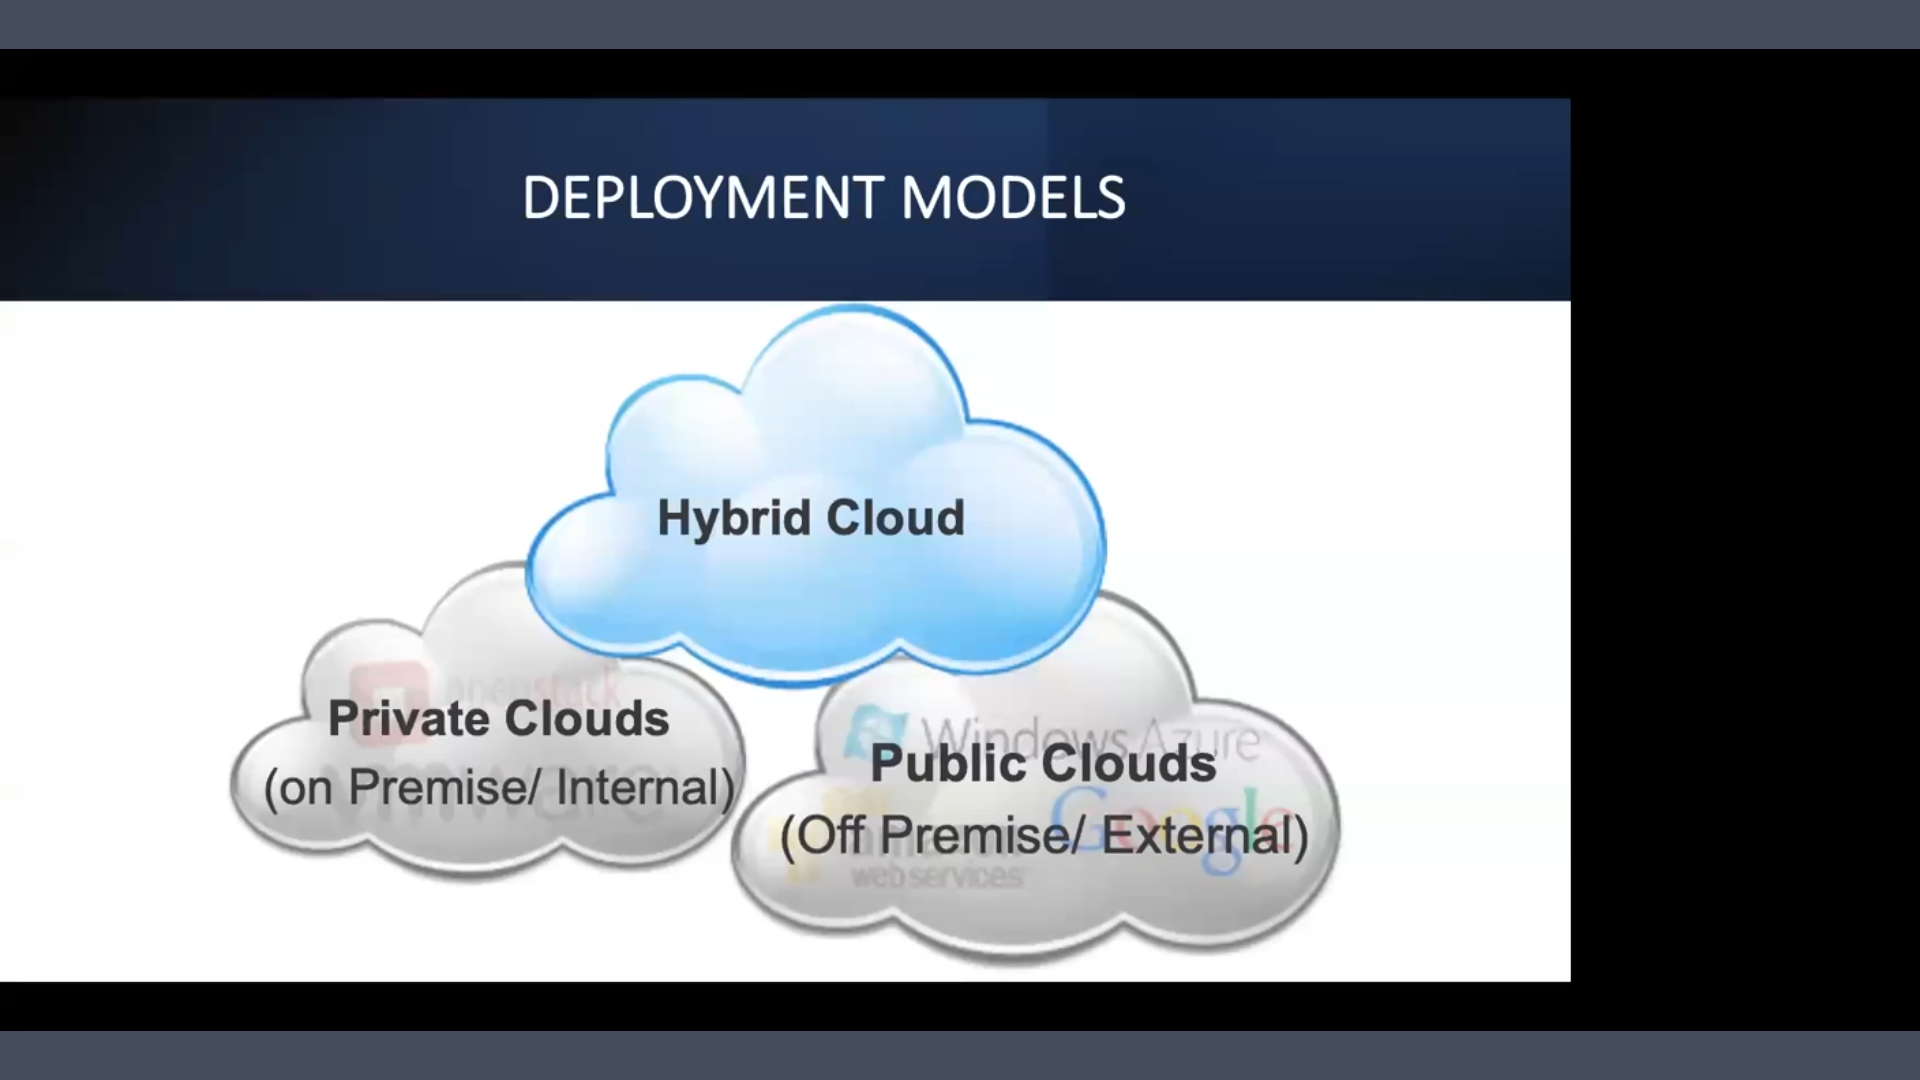 DEPLOYMENT MODELS
Hybrid Cloud
openstack
Private Clouds
(on Premise/ Internal)
vmware
Windows Azure
Public Clouds
(Off Premise/ External)
Google
amazon
web services